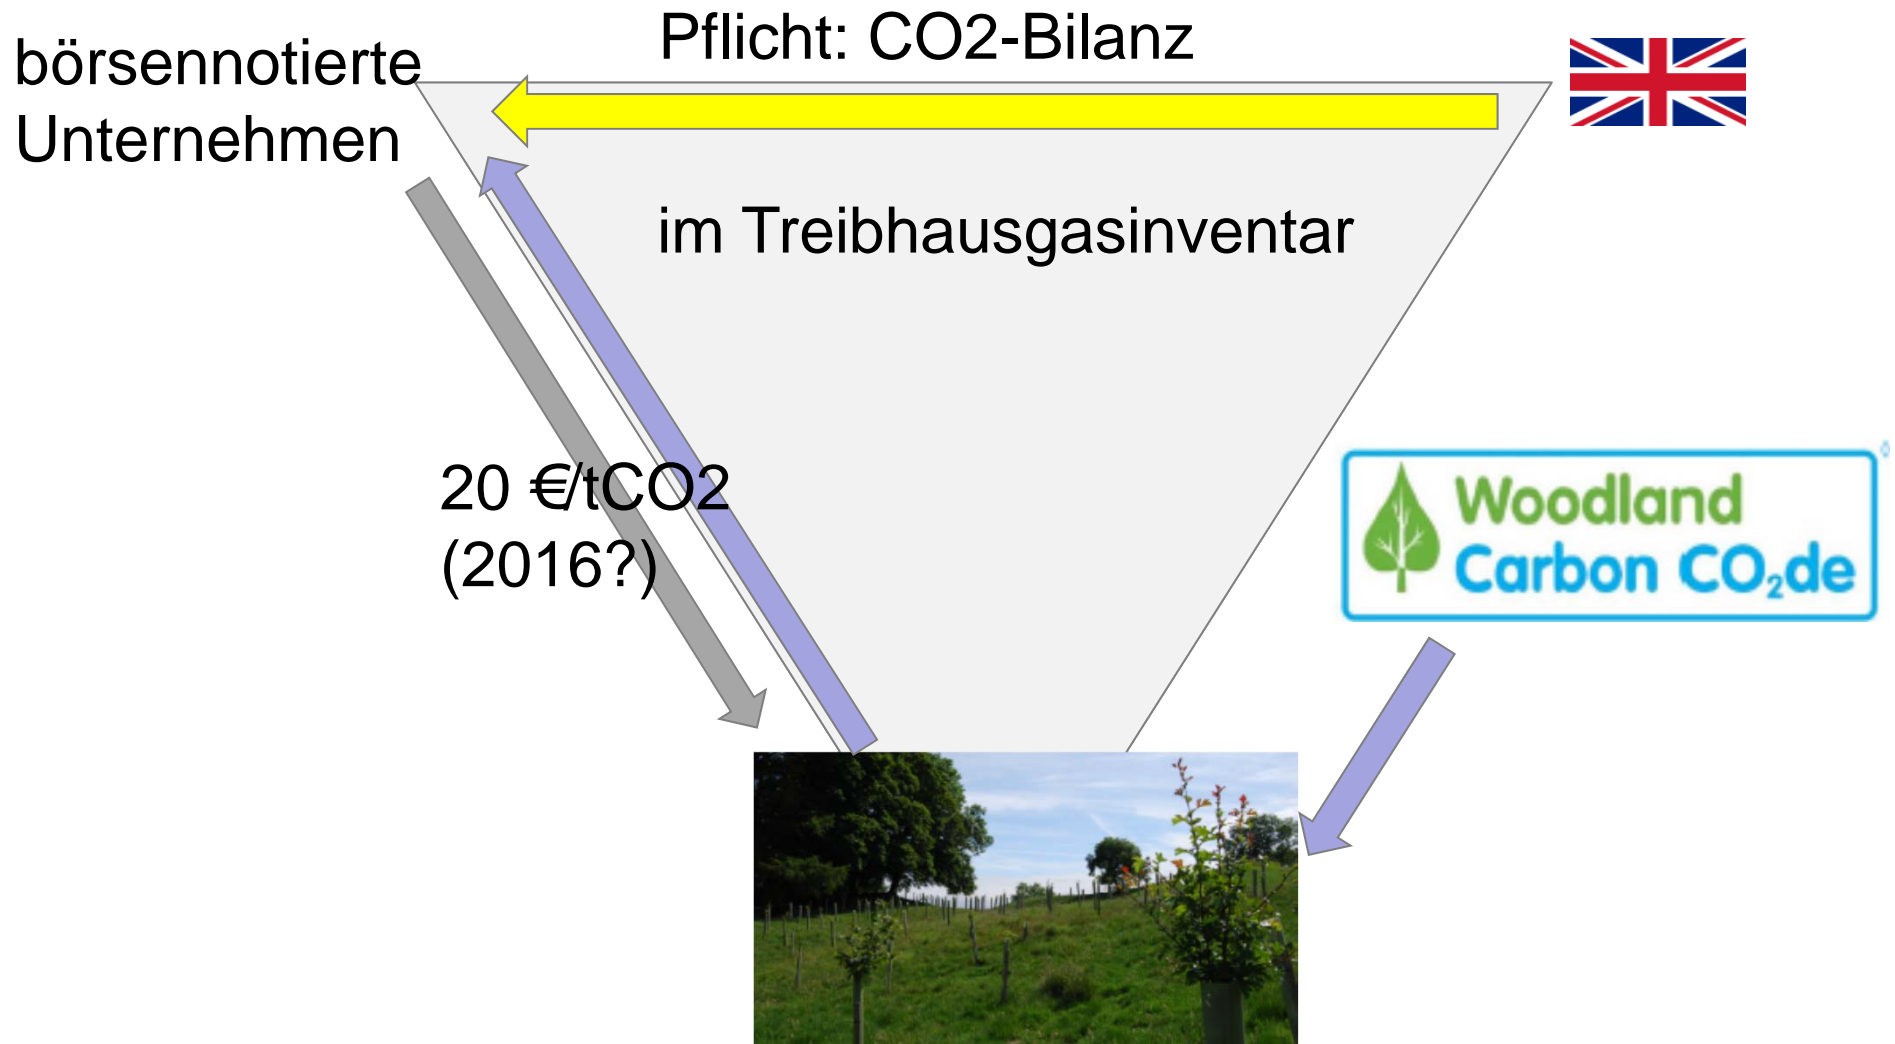 Pflicht: CO2-Bilanz
börsennotierte
Unternehmen
im Treibhausgasinventar
20 €/tCO2
(2016?)
Woodland
Carbon CO₂de